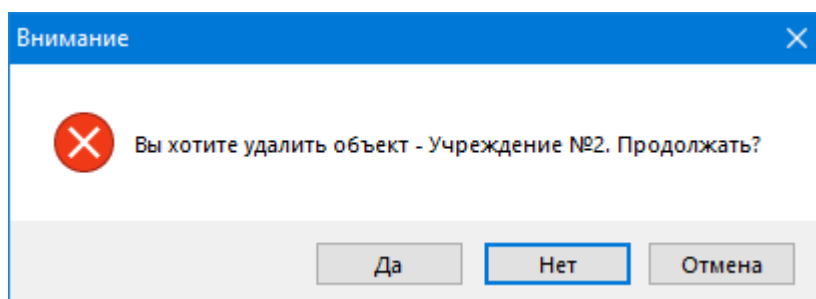 Внимание
Вы хотите удалить объект - Учреждение №2. Продолжать?
Да
Нет
Отмена